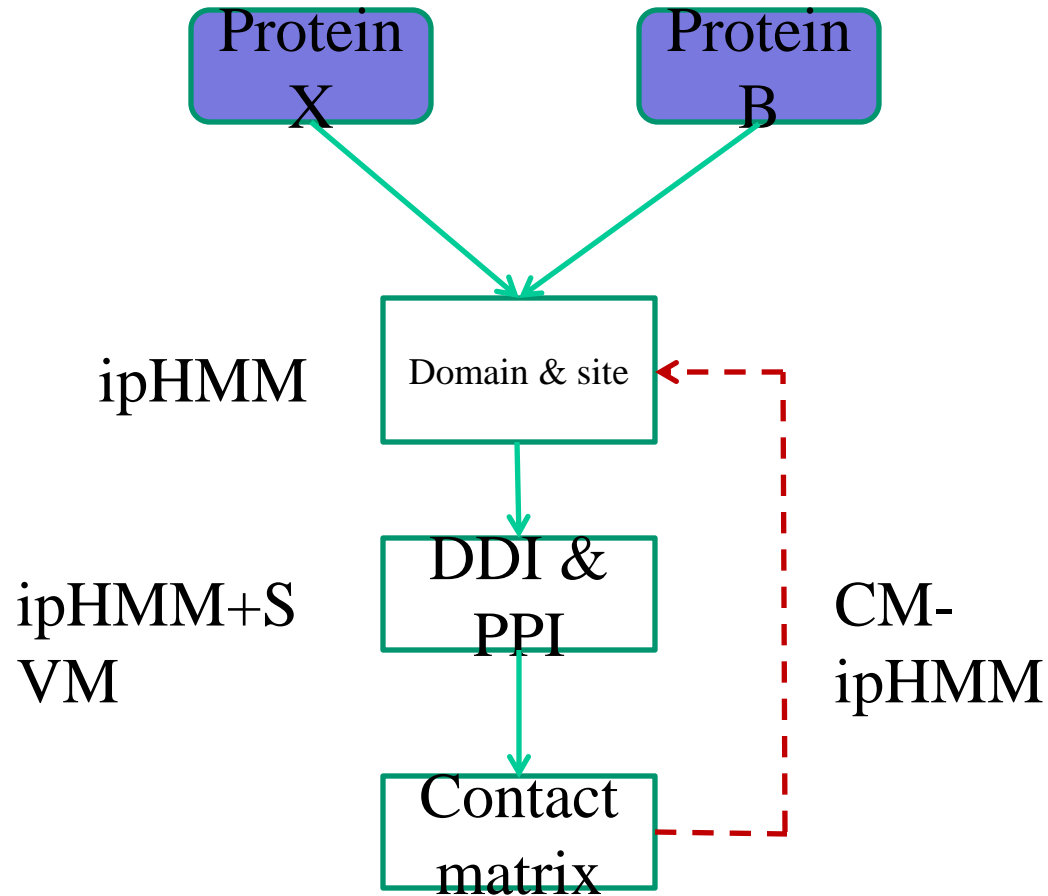 Protein
X
Protein
B
ipHMM
Domain & site
DDI &
PPI
ipHMM+S
VM
CM-
ipHMM
Contact
matrix